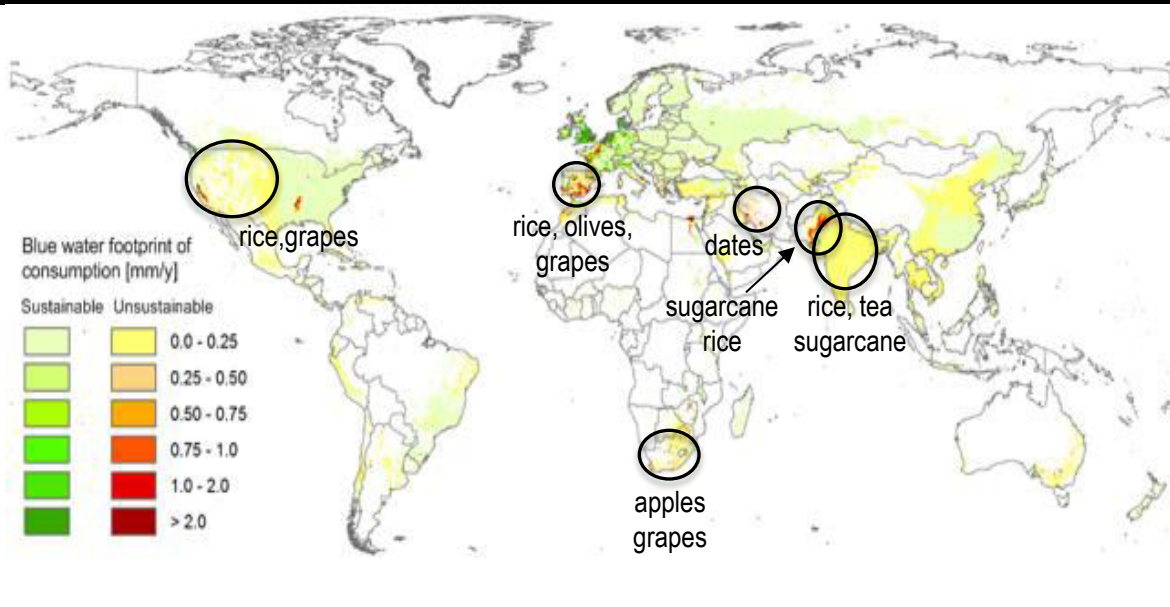 rice,grapes
rice, olives,
grapes
dates
sugarcane
rice
rice, tea
sugarcane
apples
grapes
Blue water footprint of
consumption [mm/y]
Sustainable Unsustainable
0.0 - 0.25
0.25 - 0.50
0.50 - 0.75
0.75 - 1.0
1.0 - 2.0
> 2.0